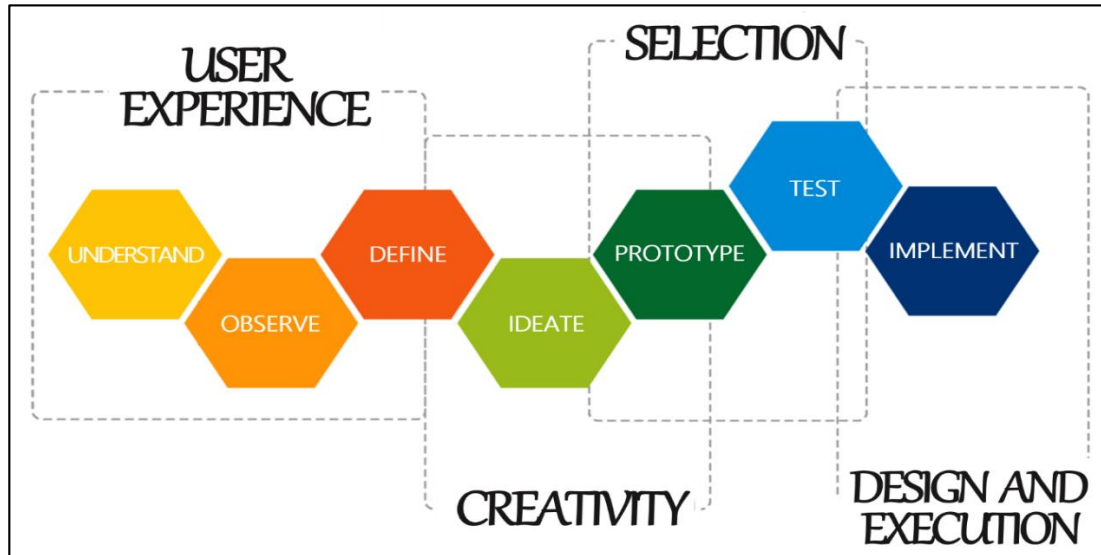 USER
EXPERIENCE
SELECTION
UNDERSTAND
OBSERVE
DEFINE
IDEATE
PROTOTYPE
TEST
IMPLEMENT
CREATIVITY
DESIGN AND
EXECUTION